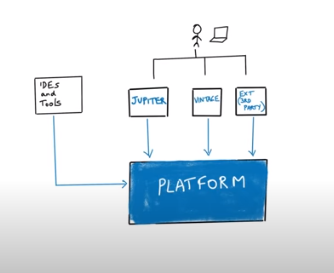 IDEs
and
Tools
JUPITER
VINTAGE
EXT
(3RD
PARTY)
PLATFORM